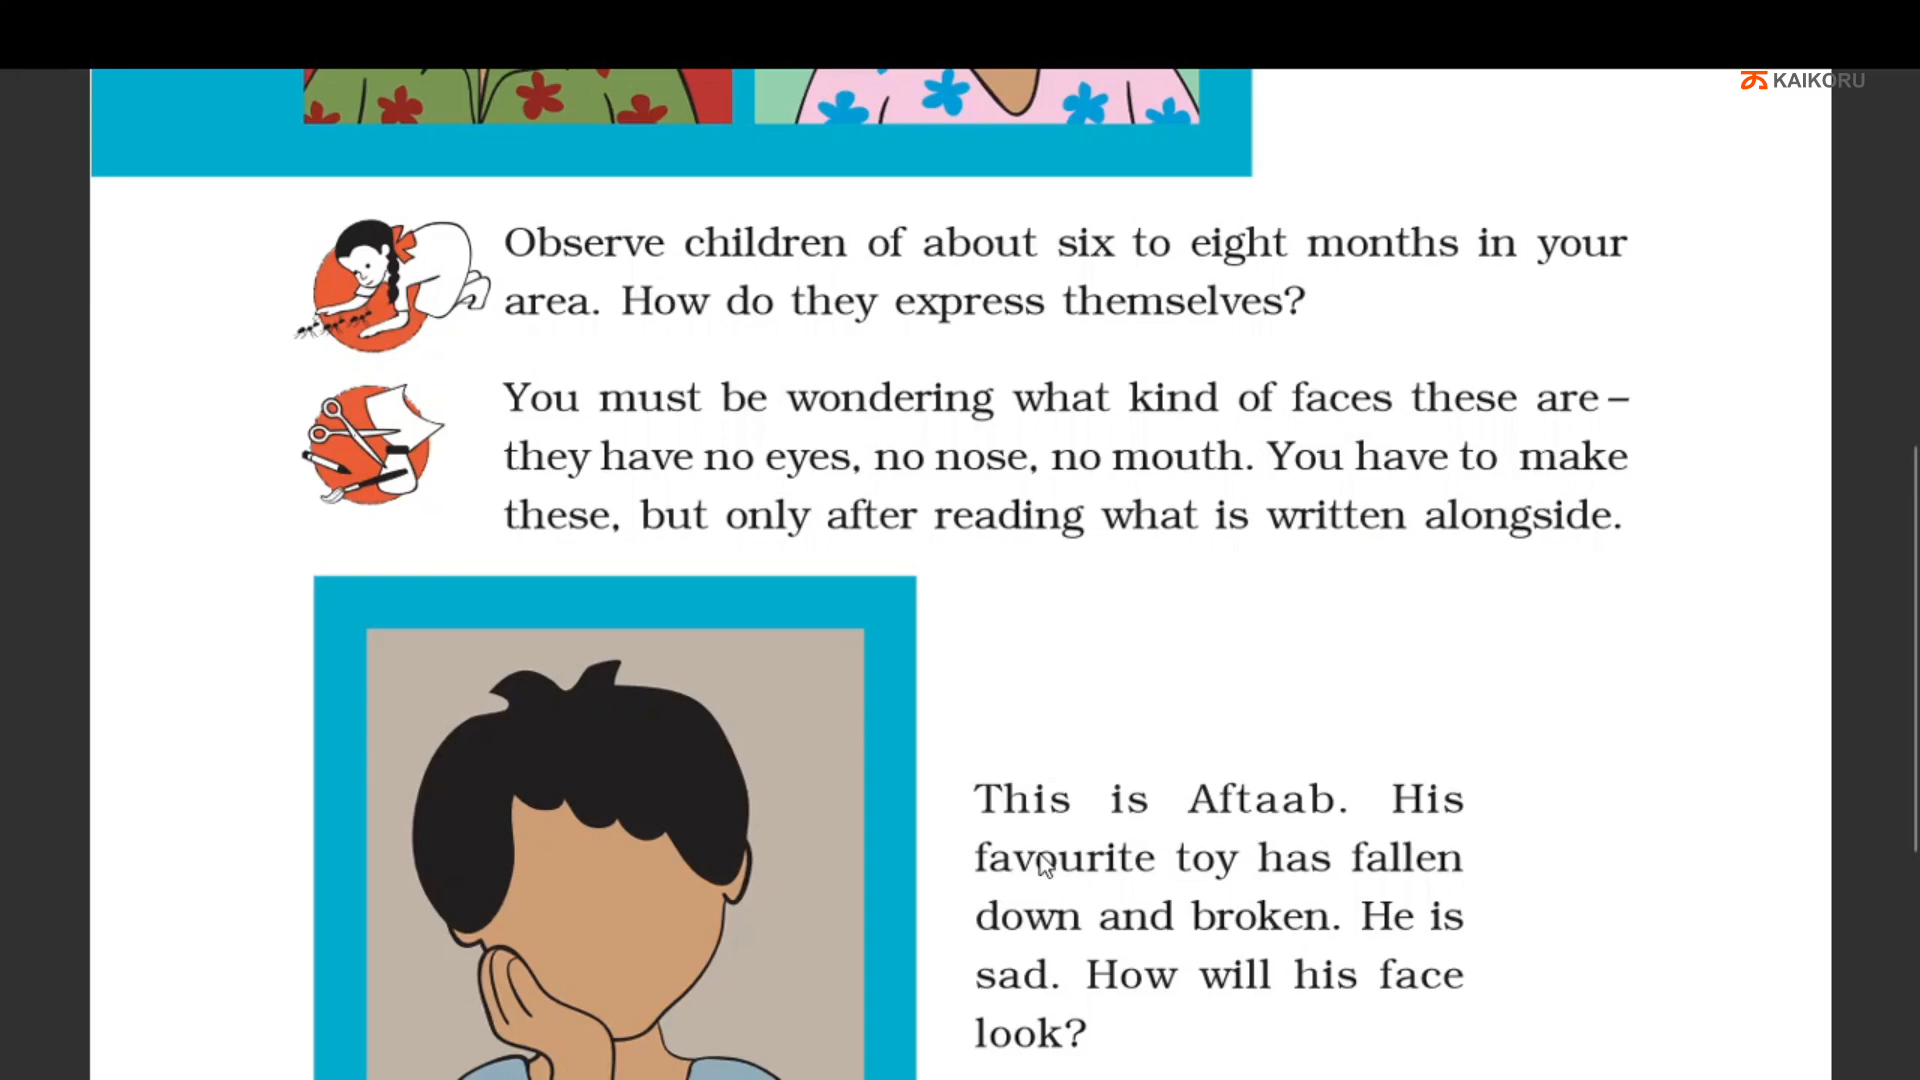 KAIKORU
Observe children of about six to eight months in your
area. How do they express themselves?
You must be wondering what kind of faces these are –
they have no eyes, no nose, no mouth. You have to make
these, but only after reading what is written alongside.
This is Aftaab. His
favourite toy has fallen
down and broken. He is
sad. How will his face
look?